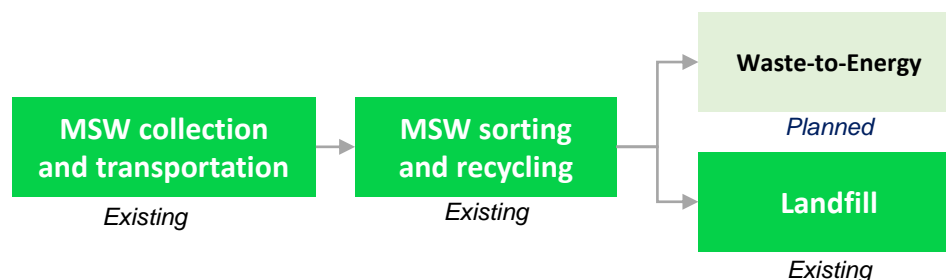 MSW collection
and transportation
Existing
MSW sorting
and recycling
Existing
Waste-to-Energy
Planned
Landfill
Existing